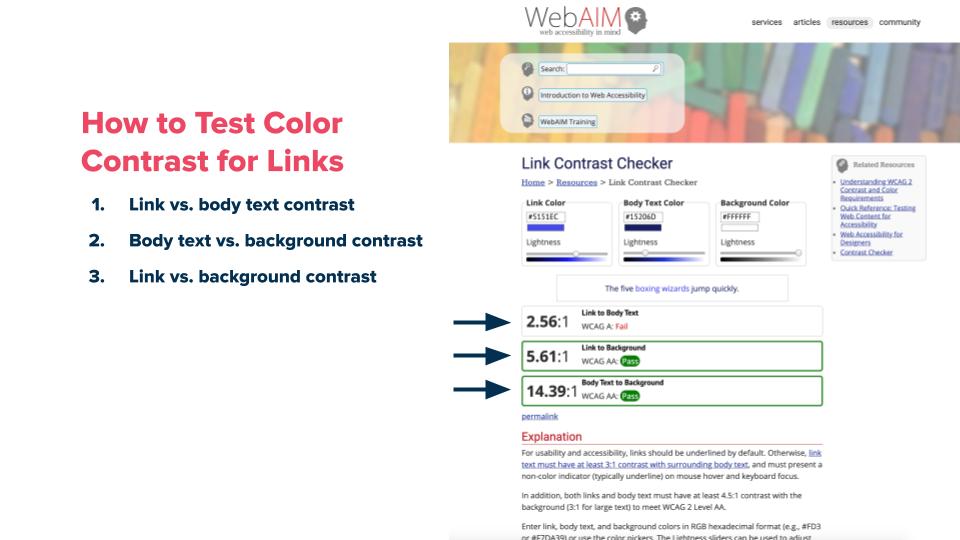 How to Test Color
Contrast for Links
1. Link vs. body text contrast
2. Body text vs. background contrast
3. Link vs. background contrast
WebAIM
web accessibility in mind
services articles resources community
Search:
Introduction to Web Accessibility
WebAIM Training
Link Contrast Checker
Home > Resources > Link Contrast Checker
Link Color
#5151EC
Lightness
Body Text Color
#15206D
Lightness
Background Color
#FFFFFF
Lightness
The five boxing wizards jump quickly.
2.56:1 Link to Body Text
WCAG A: Fail
5.61:1 Link to Background
WCAG AA: Pass
14.39:1 Body Text to Background
WCAG AA: Pass
permalink
Explanation
For usability and accessibility, links should be underlined by default. Otherwise, link
text must have at least 3:1 contrast with surrounding body text, and must present a
non-color indicator (typically underline) on mouse hover and keyboard focus.
In addition, both links and body text must have at least 4.5:1 contrast with the
background (3:1 for large text) to meet WCAG 2 Level AA.
Enter link, body text, and background colors in RGB hexadecimal format (e.g., #FD3
or #F7DA39) or use the color pickers. The Lightness sliders can be used to adjust
Related Resources
Understanding WCAG 2
Contrast and Color
Requirements
Quick Reference: Testing
Web Content for
Accessibility
Web Accessibility for
Designers
Contrast Checker